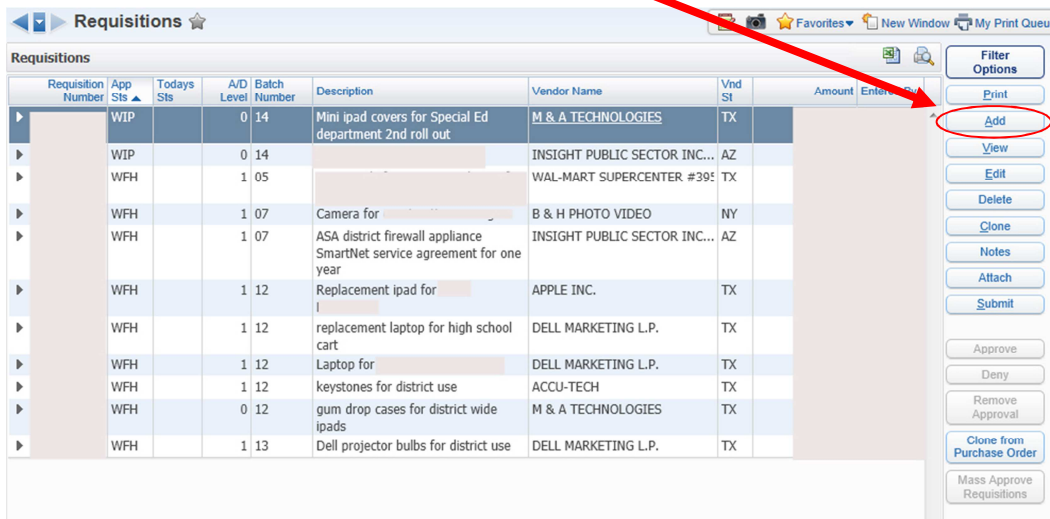 Requisitions
Favorites New Window My Print Queu
Requisitions
Filter Options
Requisition Number App Sts Todays Sts A/D Level Batch Number Description Vendor Name Vnd St Amount Entered By
Print
WIP 0 14 Mini ipad covers for Special Ed M & A TECHNOLOGIES TX
department 2nd roll out
Add
WIP 0 14 INSIGHT PUBLIC SECTOR INC... AZ
View
WFH 1 05 WAL-MART SUPERCENTER #395 TX
Edit
Delete
WFH 1 07 Camera for B & H PHOTO VIDEO NY
Clone
WFH 1 07 ASA district firewall appliance INSIGHT PUBLIC SECTOR INC... AZ
SmartNet service agreement for one
year
Notes
Attach
WFH 1 12 Replacement ipad for APPLE INC. TX
Submit
WFH 1 12 replacement laptop for high school DELL MARKETING L.P. TX
cart
Approve
WFH 1 12 Laptop for DELL MARKETING L.P. TX
Deny
WFH 1 12 keystones for district use ACCU-TECH TX
WFH 0 12 gum drop cases for district wide M & A TECHNOLOGIES TX
ipads
Remove
Approval
WFH 1 13 Dell projector bulbs for district use DELL MARKETING L.P. TX
Clone from
Purchase Order
Mass Approve
Requisitions